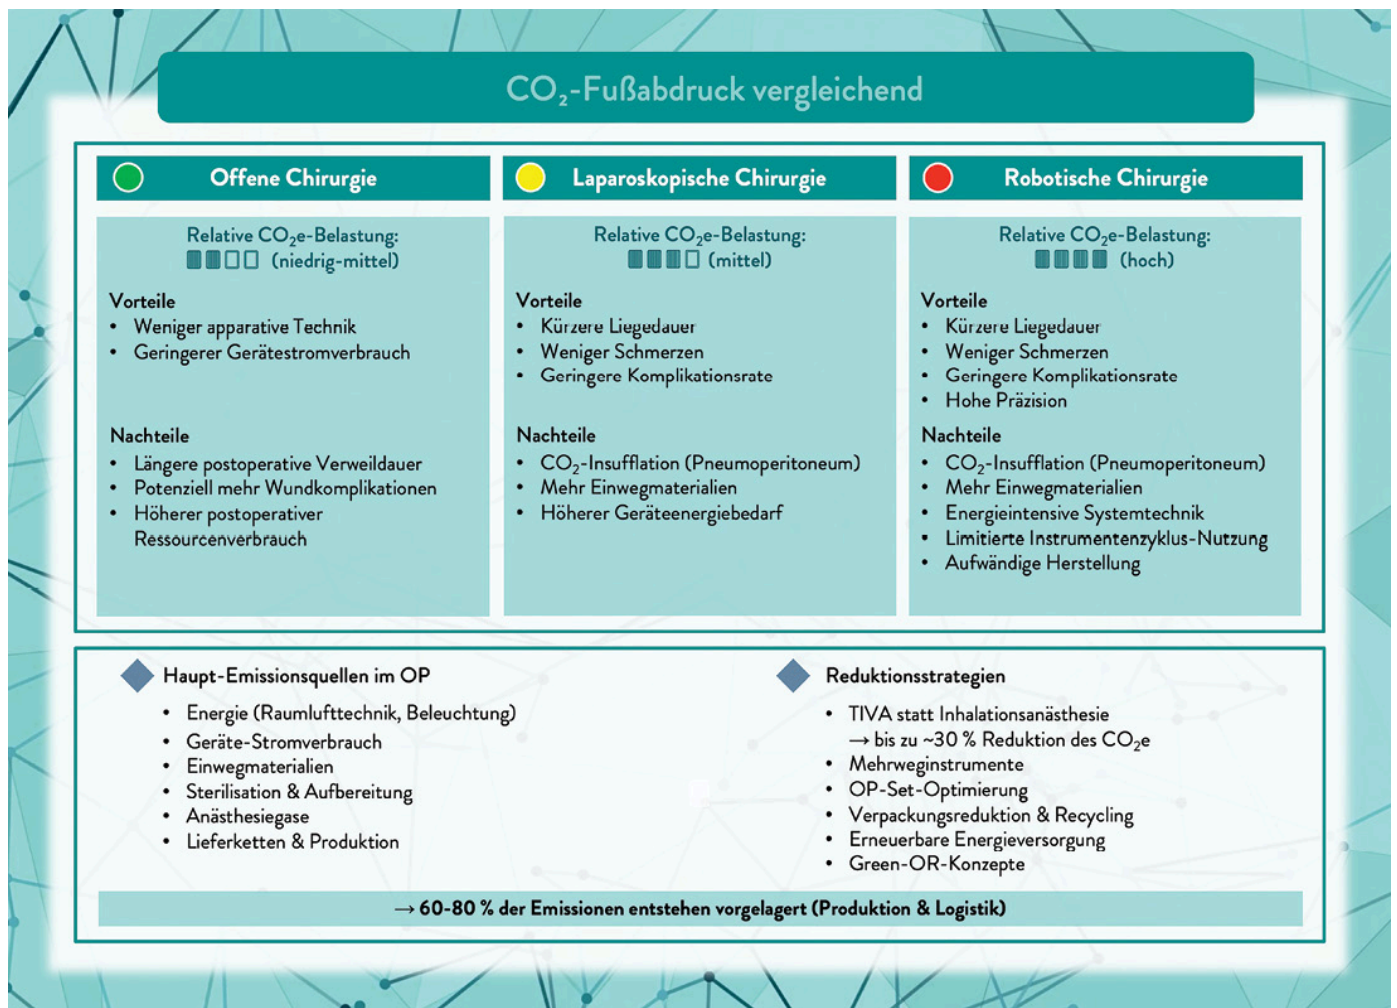 CO₂-Fußabdruck vergleichend
Offene Chirurgie
Relative CO₂e-Belastung:
(niedrig-mittel)
Vorteile
• Weniger apparative Technik
• Geringerer Gerätestromverbrauch
Nachteile
• Längere postoperative Verweildauer
• Potenziell mehr Wundkomplikationen
• Höherer postoperativer
Ressourcenverbrauch
Laparoskopische Chirurgie
Relative CO₂e-Belastung:
(mittel)
Vorteile
• Kürzere Liegedauer
• Weniger Schmerzen
• Geringere Komplikationsrate
Nachteile
• CO₂-Insufflation (Pneumoperitoneum)
• Mehr Einwegmaterialien
• Höherer Geräteenergiebedarf
Robotische Chirurgie
Relative CO₂e-Belastung:
(hoch)
Vorteile
• Kürzere Liegedauer
• Weniger Schmerzen
• Geringere Komplikationsrate
• Hohe Präzision
Nachteile
• CO₂-Insufflation (Pneumoperitoneum)
• Mehr Einwegmaterialien
• Energieintensive Systemtechnik
• Limitierte Instrumentenzyklus-Nutzung
• Aufwändige Herstellung
Haupt-Emissionsquellen im OP
• Energie (Raumlufttechnik, Beleuchtung)
• Geräte-Stromverbrauch
• Einwegmaterialien
• Sterilisation & Aufbereitung
• Anästhesiegase
• Lieferketten & Produktion
Reduktionsstrategien
• TIVA statt Inhalationsanästhesie
→ bis zu ~30 % Reduktion des CO₂e
• Mehrweginstrumente
• OP-Set-Optimierung
• Verpackungsreduktion & Recycling
• Erneuerbare Energieversorgung
• Green-OR-Konzepte
→ 60-80 % der Emissionen entstehen vorgelagert (Produktion & Logistik)